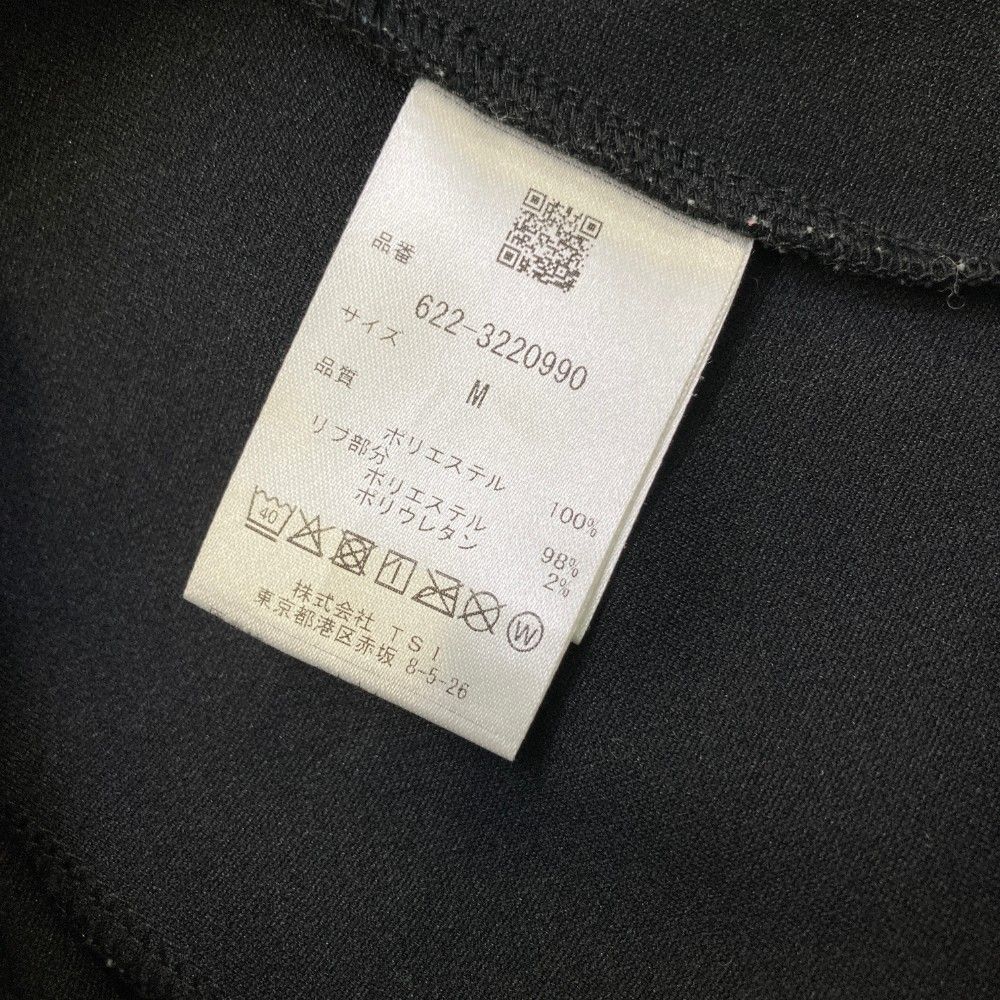 品番
622-3220990
サイズ
M
品質
ポリエステル 100%
リブ部分
ポリエステル 98%
ポリウレタン 2%
40
W
株式会社 TSI
東京都港区赤坂 8-5-26